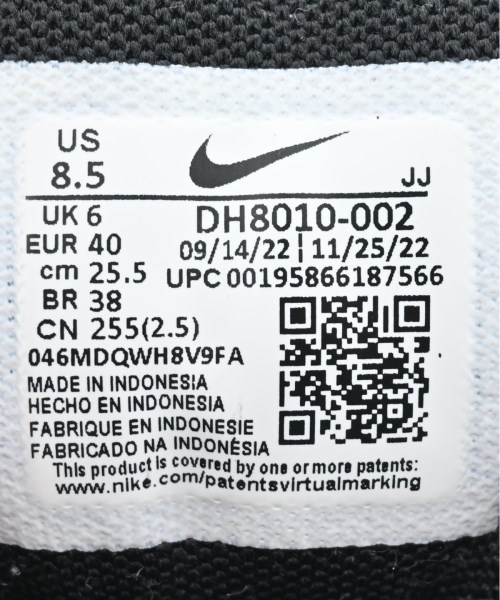 US
8.5
JJ
UK 6
EUR 40
cm 25.5
BR 38
CN 255(2.5)
DH8010-002
09/14/22 | 11/25/22
UPC 00195866187566
046MDQWH8V9FA
MADE IN INDONESIA
HECHO EN INDONESIA
FABRIQUE EN INDONESIE
FABRICADO NA INDONÉSIA
This product is covered by one or more patents:
www.nike.com/patentsvirtualmarking